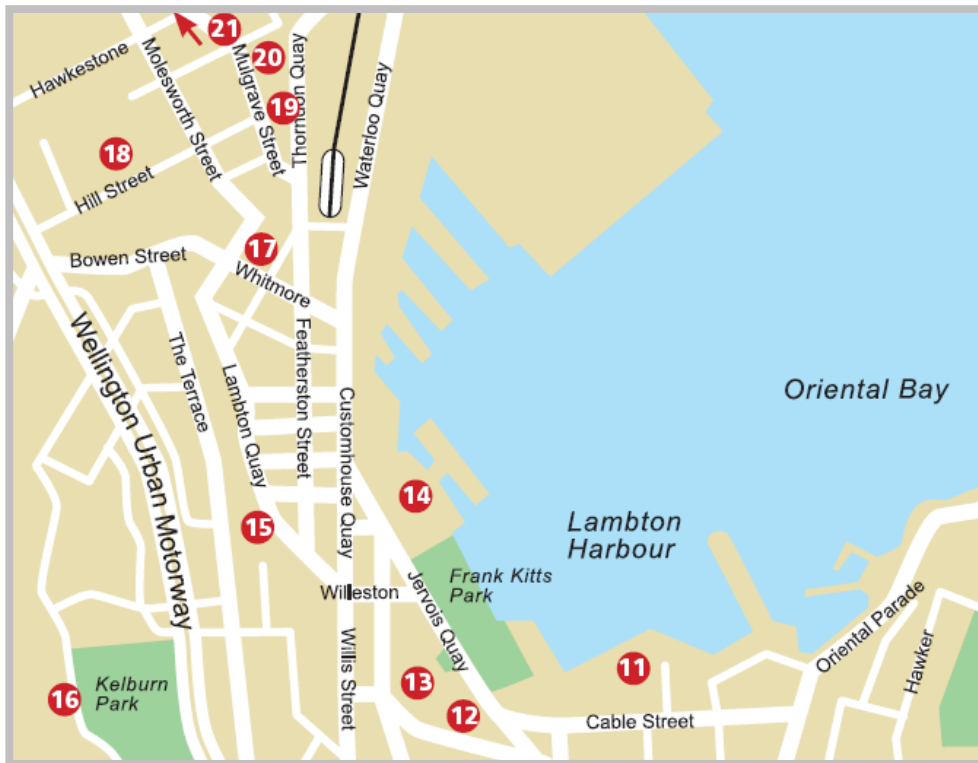 21
Hawkestone
Molesworth Street
20
Mulgrave Street
19
Thorndon Quay
Waterloo Quay
18
Hill Street
17
Bowen Street
Whitmore
Wellington Urban Motorway
The Terrace
Lambton Quay
Featherston Street
Customhouse Quay
Oriental Bay
14
15
Lambton
Harbour
Willeston
Frank Kitts
Park
Jervois Quay
Willis Street
Oriental Parade
Hawker
11
13
12
Cable Street
16
Kelburn
Park